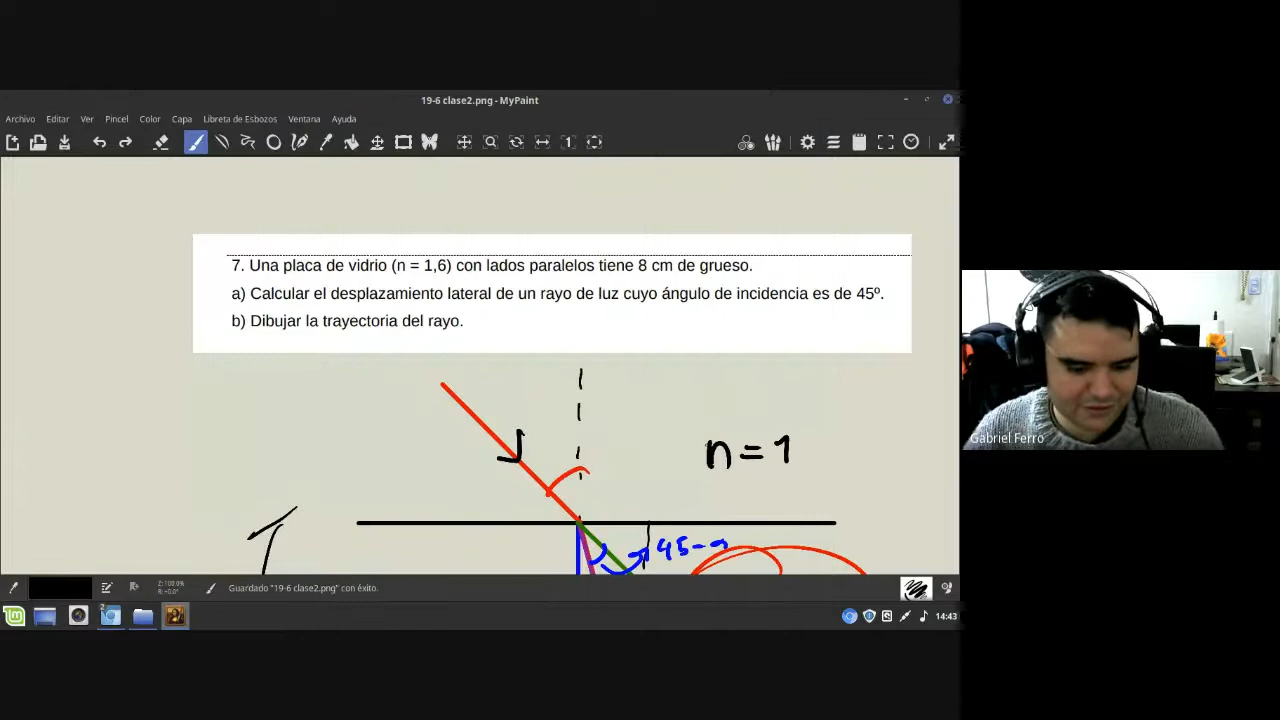 19-6 clase2.png - MyPaint
Archivo Editar Ver Pincel Color Capa Libreta de Esbozos Ventana Ayuda
7. Una placa de vidrio (n = 1,6) con lados paralelos tiene 8 cm de grueso.
a) Calcular el desplazamiento lateral de un rayo de luz cuyo ángulo de incidencia es de 45º.
b) Dibujar la trayectoria del rayo.
Gabriel Ferro
n = 1
45-
Guardado "19-6 clase2.png" con éxito.
14:43